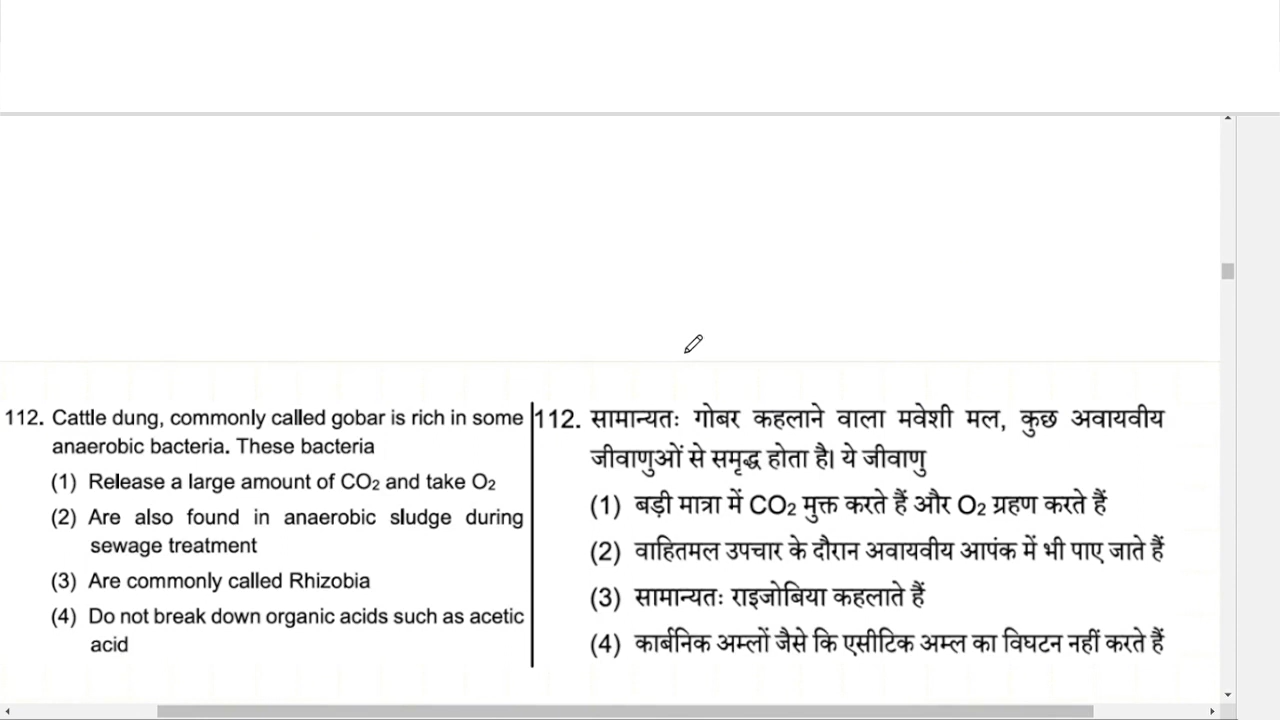 112. Cattle dung, commonly called gobar is rich in some
anaerobic bacteria. These bacteria
(1) Release a large amount of CO2 and take O2
(2) Are also found in anaerobic sludge during
sewage treatment
(3) Are commonly called Rhizobia
(4) Do not break down organic acids such as acetic
acid
112. सामान्यतः गोबर कहलाने वाला मवेशी मल, कुछ अवायवीय
जीवाणुओं से समृद्ध होता है। ये जीवाणु
(1) बड़ी मात्रा में CO2 मुक्त करते हैं और O2 ग्रहण करते हैं
(2) वाहितमल उपचार के दौरान अवायवीय आपंक में भी पाए जाते हैं
(3) सामान्यतः राइजोबिया कहलाते हैं
(4) कार्बनिक अम्लों जैसे कि एसीटिक अम्ल का विघटन नहीं करते हैं